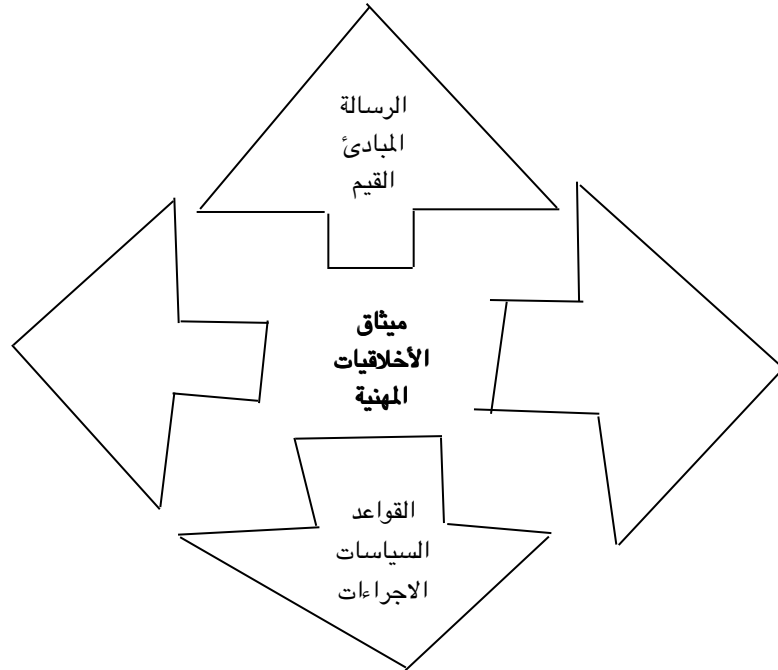 الرسالة
المبادئ
القيم
ميثاق
الأخلاقيات
المهنية
القواعد
السياسات
الاجراءات